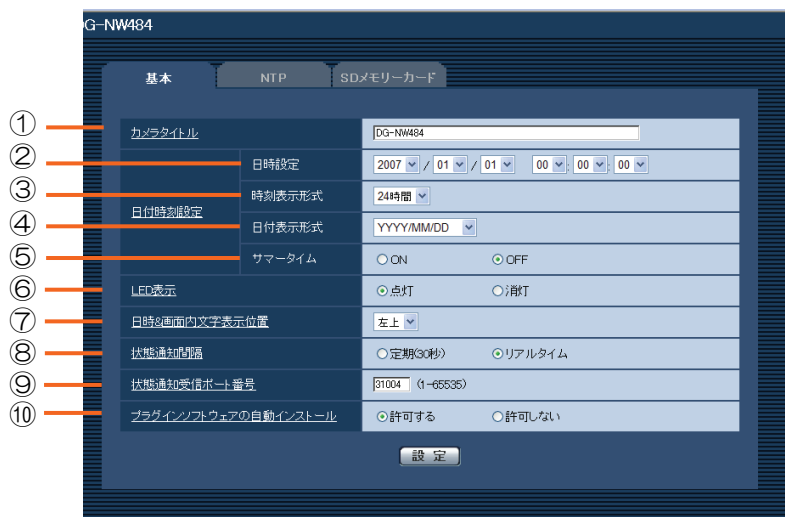 DG-NW484
基本 NTP SDメモリーカード
① カメラタイトル DG-NW484
② 日時設定 2007 / 01 / 01 00 : 00 : 00
③ 時刻表示形式 24時間
日付時刻設定
④ 日付表示形式 YYYY/MM/DD
⑤ サマータイム ON OFF
⑥ LED表示 点灯 消灯
⑦ 日時&画面内文字表示位置 左上
⑧ 状態通知間隔 定期(30秒) リアルタイム
⑨ 状態通知受信ポート番号 31004 (1-65535)
⑩ プラグインソフトウェアの自動インストール 許可する 許可しない
設定